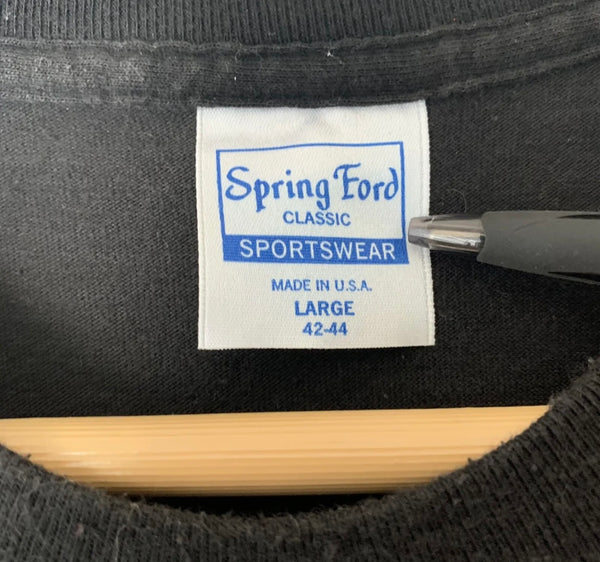 Spring Ford
CLASSIC
SPORTSWEAR
MADE IN U.S.A.
LARGE
42-44